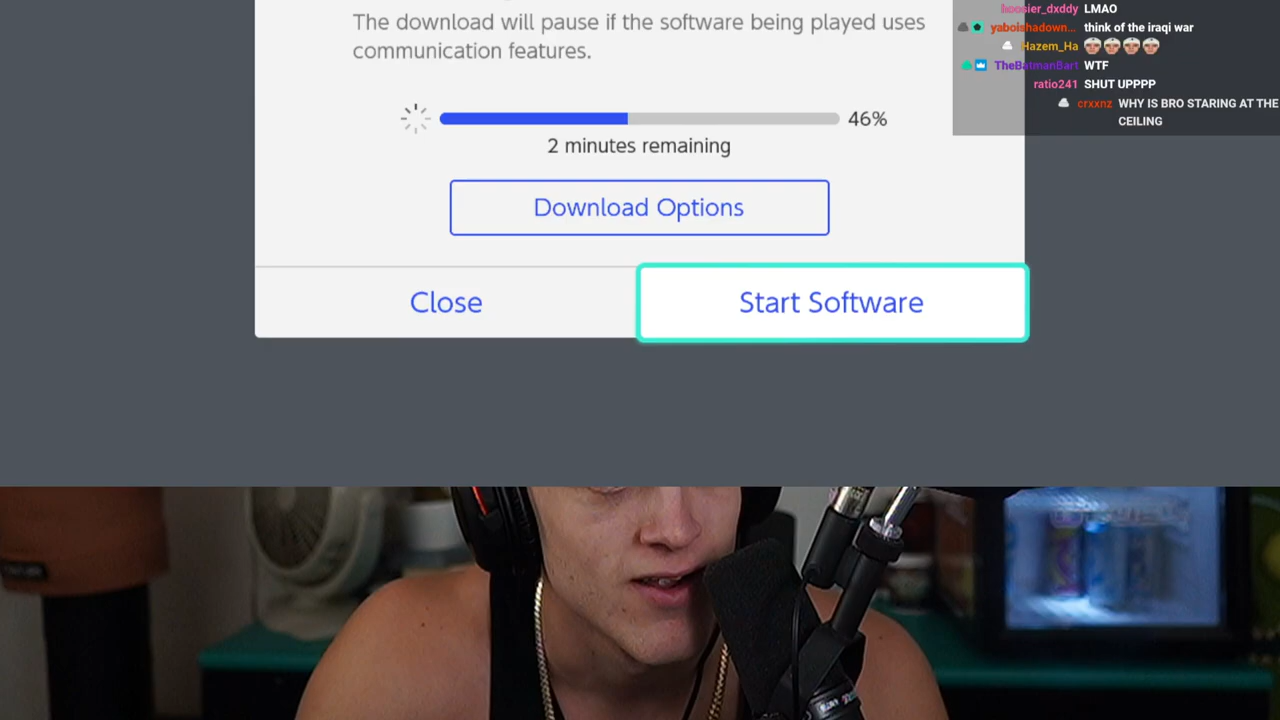 The download will pause if the software being played uses
communication features.
46%
2 minutes remaining
Download Options
Close
Start Software
hoosier_dxddy LMAO
yaboishadown... think of the iraqi war
Hazem_Ha
TheBatmanBart WTF
ratio241 SHUT UPPPP
crxxnz WHY IS BRO STARING AT THE
CEILING